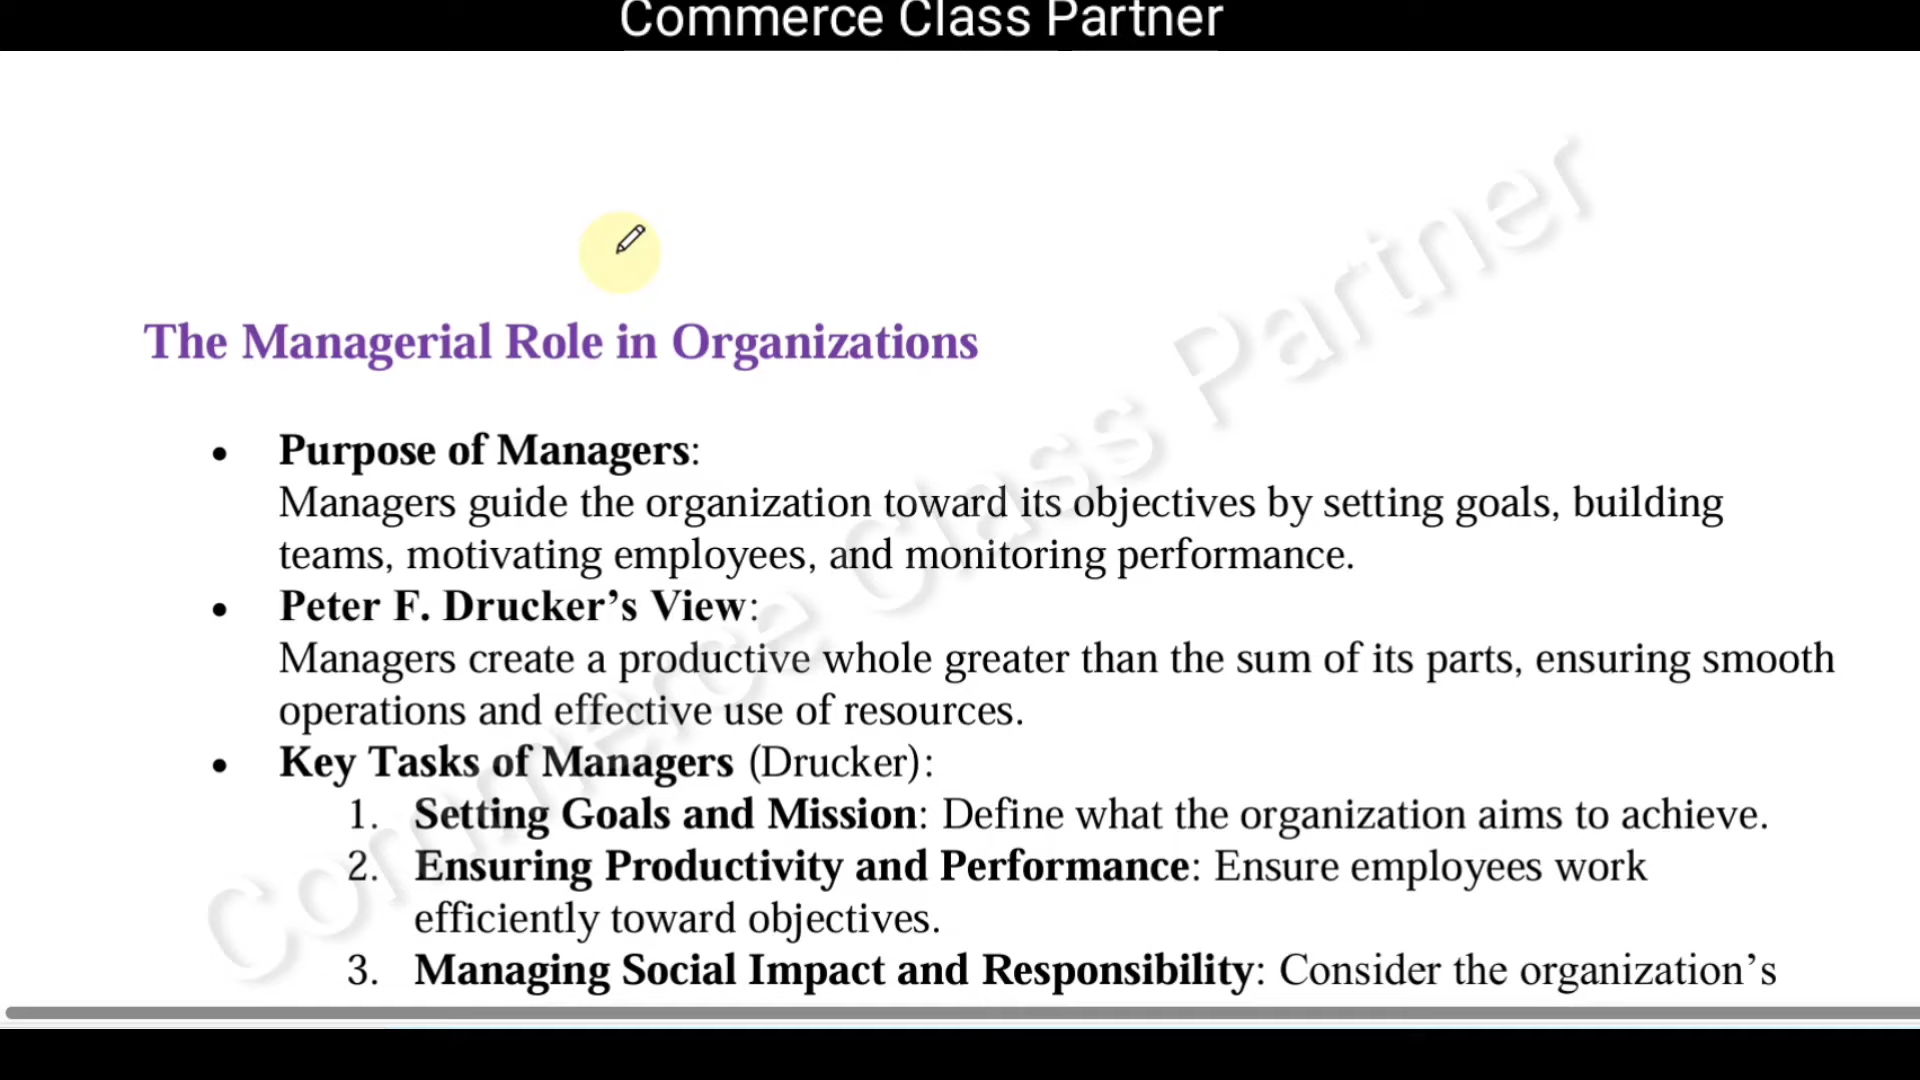 Commerce Class Partner
The Managerial Role in Organizations
• Purpose of Managers:
Managers guide the organization toward its objectives by setting goals, building
teams, motivating employees, and monitoring performance.
• Peter F. Drucker’s View:
Managers create a productive whole greater than the sum of its parts, ensuring smooth
operations and effective use of resources.
• Key Tasks of Managers (Drucker):
1. Setting Goals and Mission: Define what the organization aims to achieve.
2. Ensuring Productivity and Performance: Ensure employees work
efficiently toward objectives.
3. Managing Social Impact and Responsibility: Consider the organization’s
Commerce Class Partner